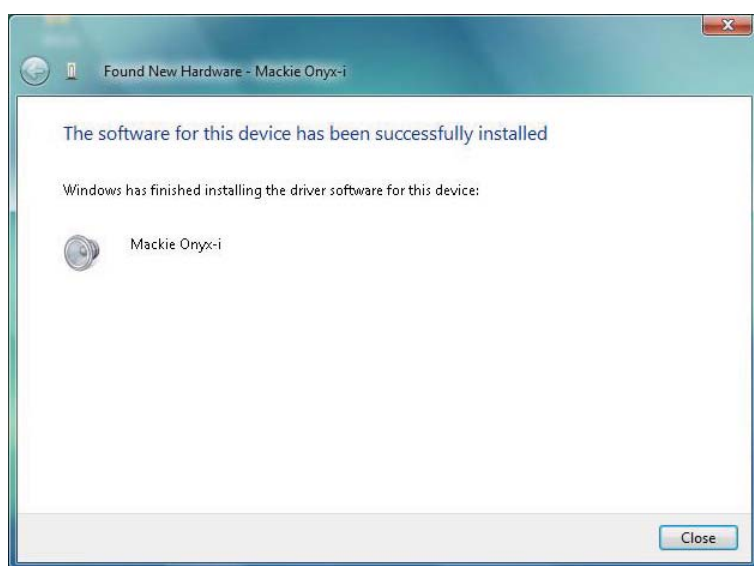 Found New Hardware - Mackie Onyx-i
The software for this device has been successfully installed
Windows has finished installing the driver software for this device:
Mackie Onyx-i
Close